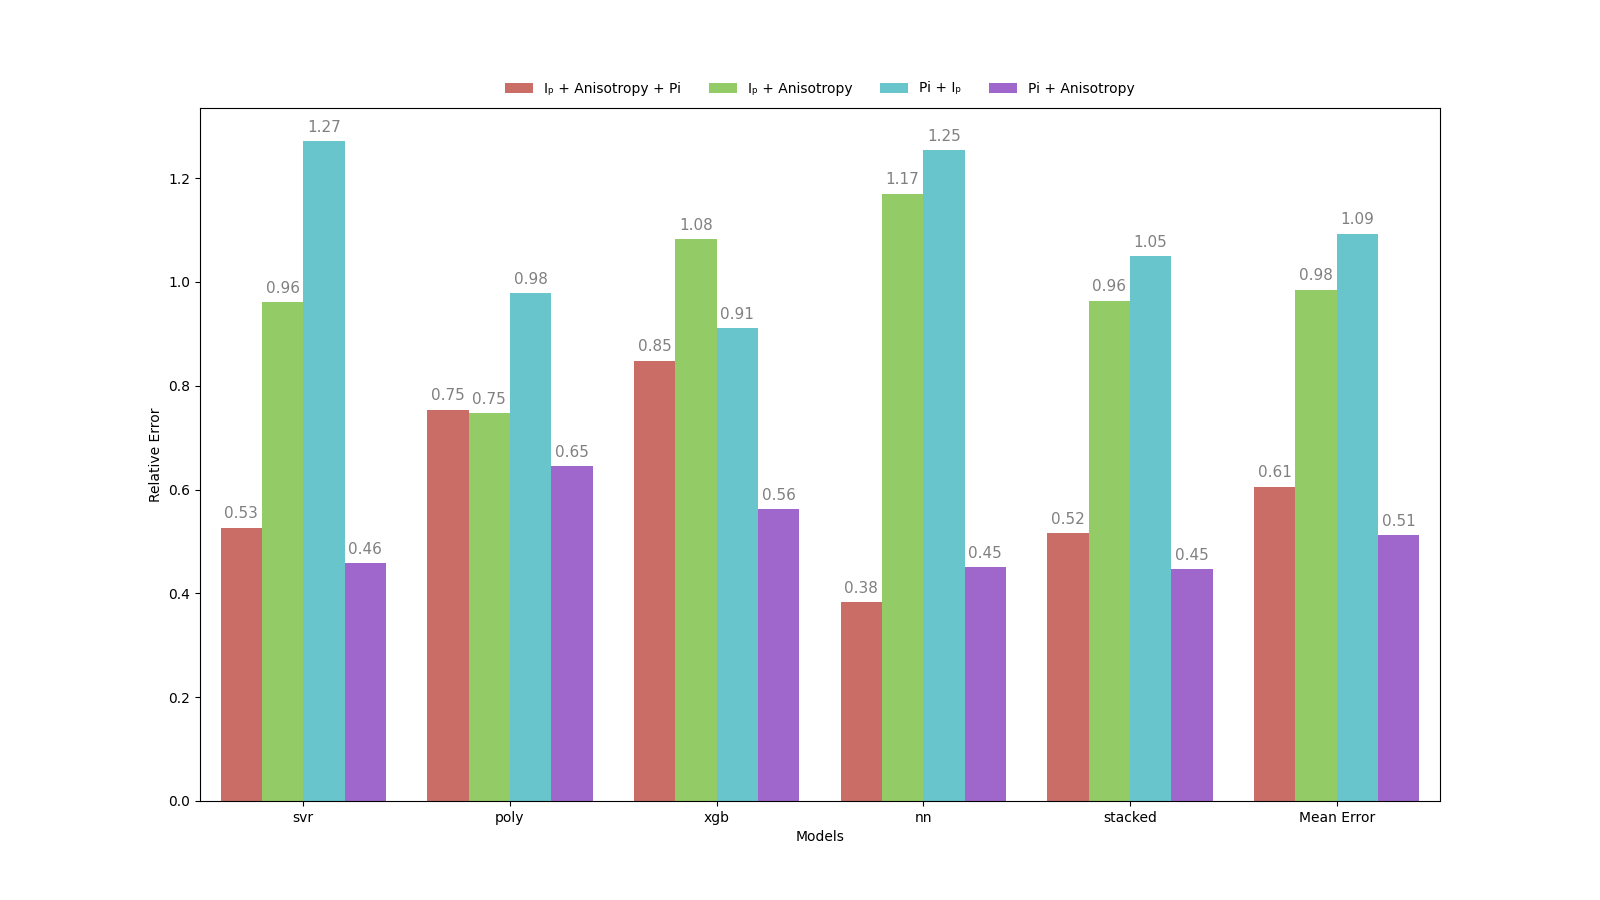 Iₚ + Anisotropy + Pi Iₚ + Anisotropy Pi + Iₚ Pi + Anisotropy
Relative Error
1.2
1.0
0.8
0.6
0.4
0.2
0.0
0.53 0.96 1.27 0.46
0.75 0.75 0.98 0.65
0.85 1.08 0.91 0.56
0.38 1.17 1.25 0.45
0.52 0.96 1.05 0.45
0.61 0.98 1.09 0.51
svr poly xgb nn stacked Mean Error
Models